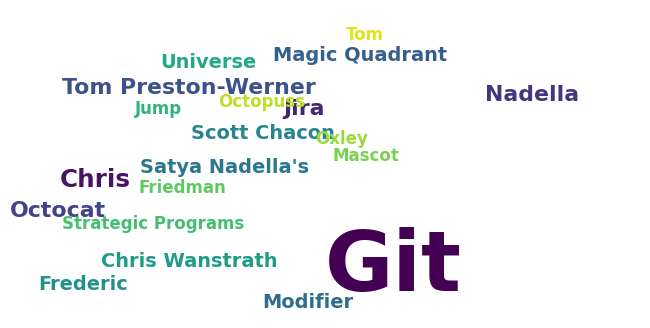 Tom
Magic Quadrant
Universe
Tom Preston-Werner
Nadella
Octopuss
Jira
Jump
Scott Chacon
Oxley
Mascot
Satya Nadella's
Chris
Friedman
Octocat
Strategic Programs
Chris Wanstrath
Git
Frederic
Modifier